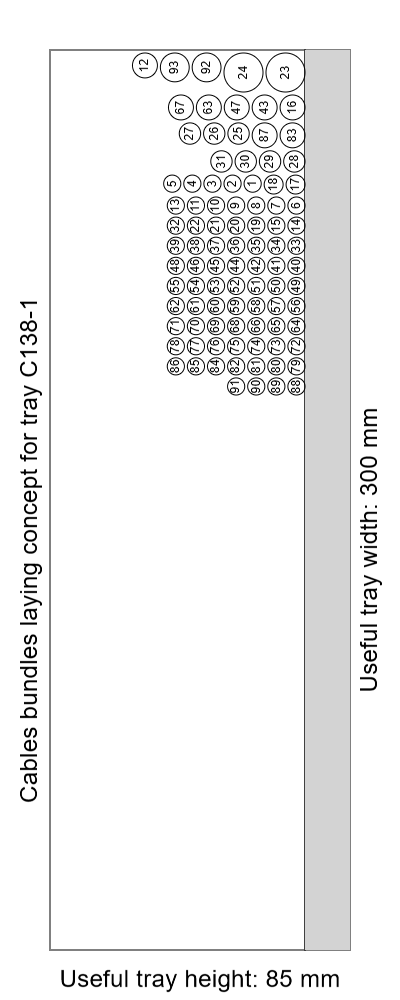 Cables bundles laying concept for tray C138-1
12 93 92 24 23
67 63 47 43 16
27 26 25 87 83
31 30 29 28
5 4 3 2 1 18 17
13 11 10 9 8 7 6
32 22 21 20 19 15 14
39 38 37 36 35 34 33
48 46 45 44 42 41 40
55 54 53 52 51 50 49
62 61 60 59 58 57 56
71 70 69 68 66 65 64
78 77 76 75 74 73 72
86 85 84 82 81 80 79
91 90 89 88
Useful tray width: 300 mm
Useful tray height: 85 mm